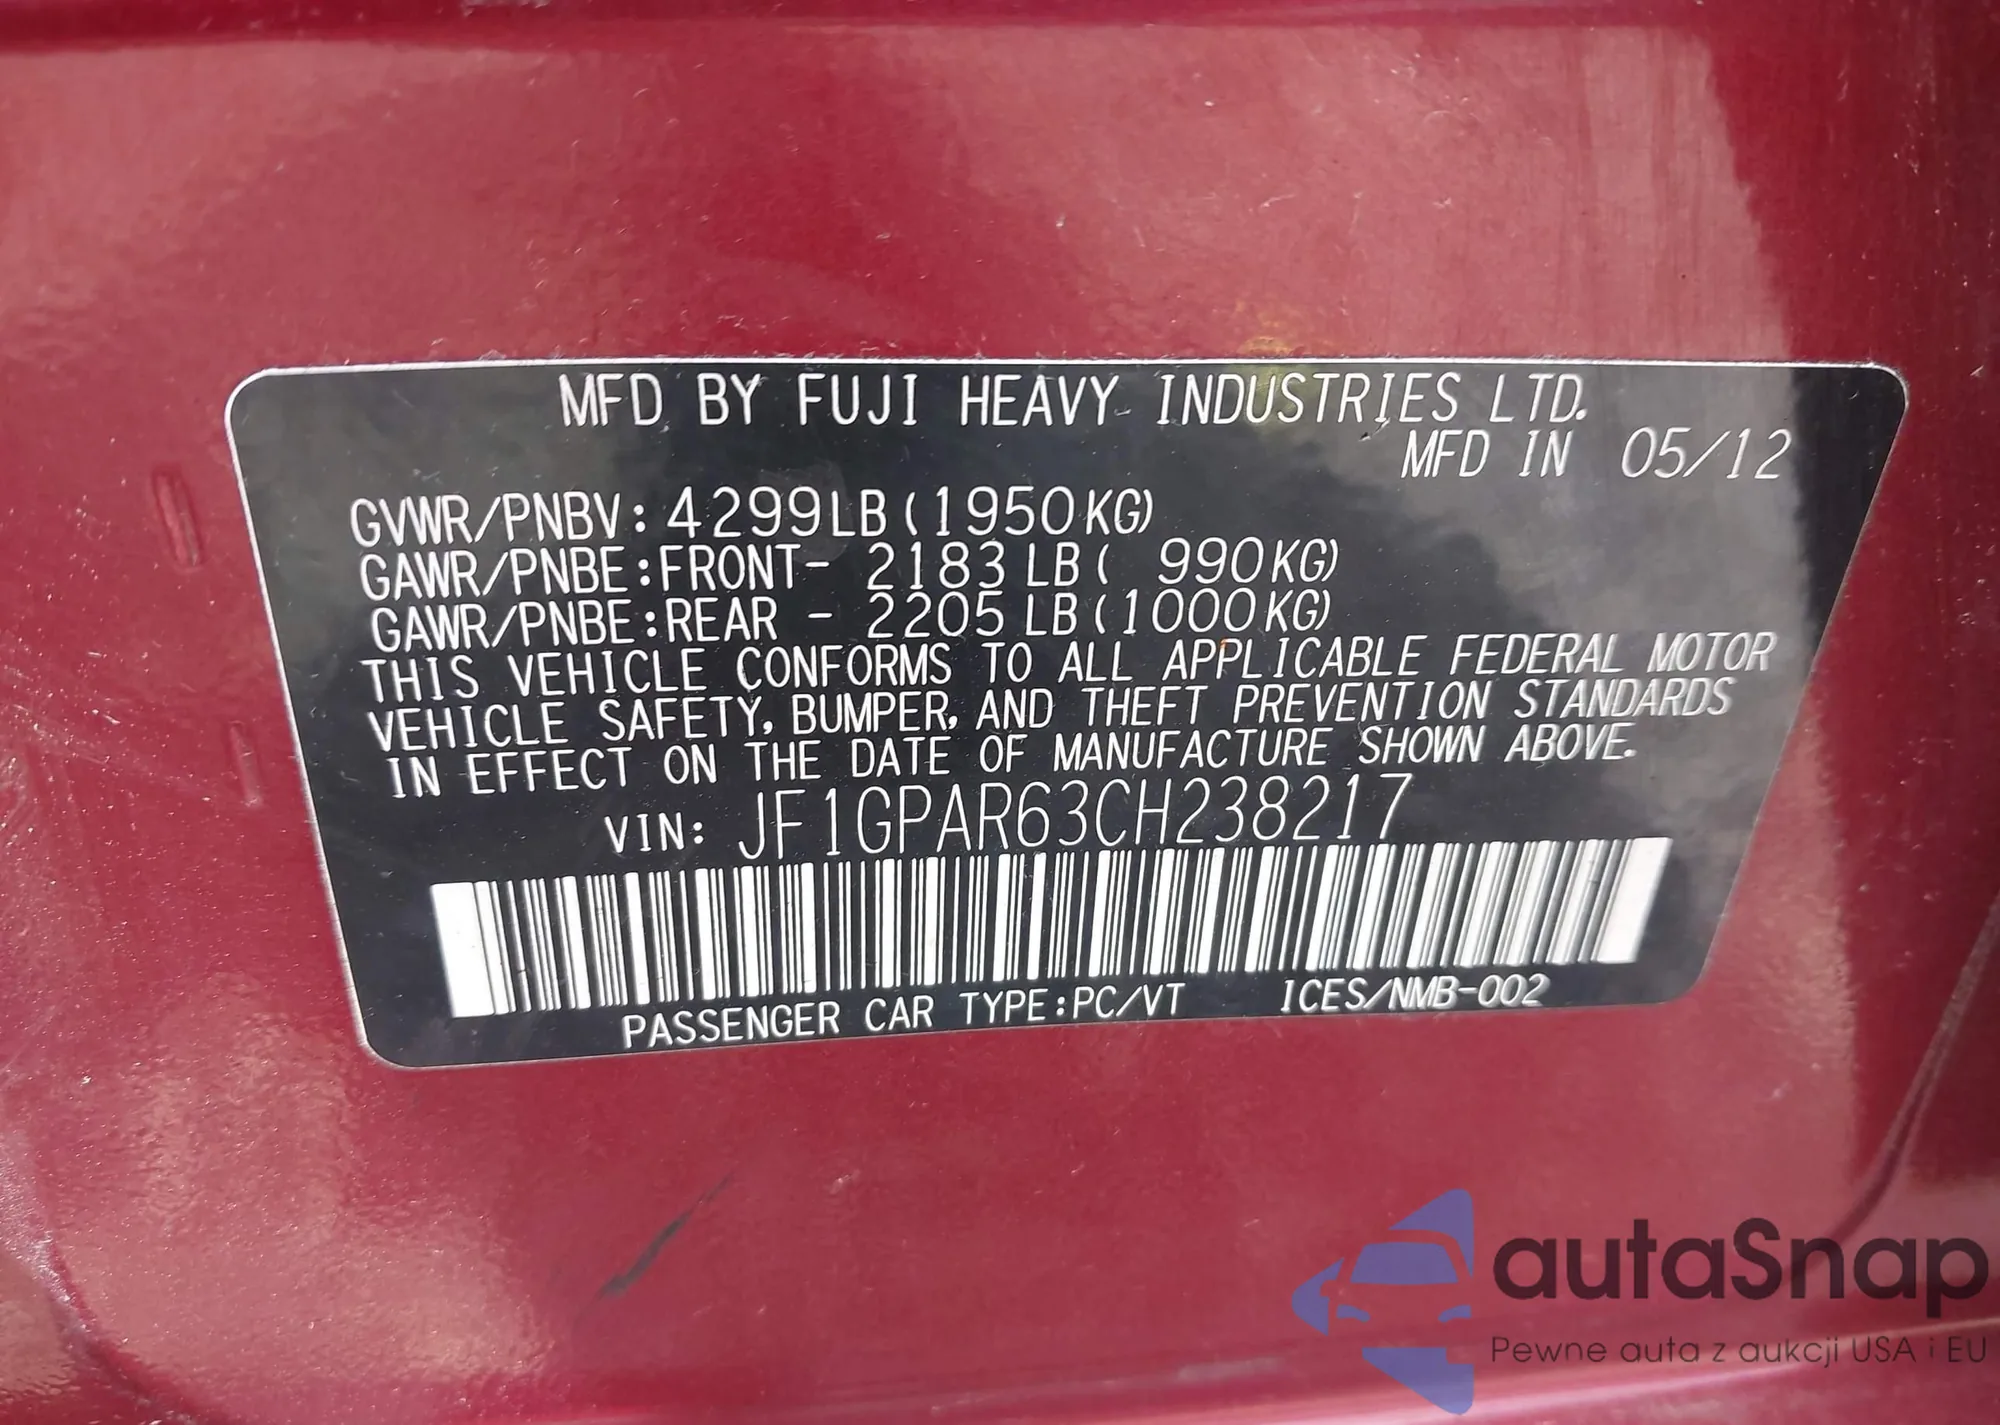 MFD BY FUJI HEAVY INDUSTRIES LTD.
MFD IN 05/12
GVWR/PNBV: 4299LB(1950KG)
GAWR/PNBE:FRONT- 2183LB( 990KG)
GAWR/PNBE:REAR - 2205LB(1000KG)
THIS VEHICLE CONFORMS TO ALL APPLICABLE FEDERAL MOTOR
VEHICLE SAFETY, BUMPER, AND THEFT PREVENTION STANDARDS
IN EFFECT ON THE DATE OF MANUFACTURE SHOWN ABOVE.
VIN: JF1GPAR63CH238217
PASSENGER CAR TYPE:PC/VT ICES/NMB-002
autaSnap
Pewne auta z aukcji USA i EU